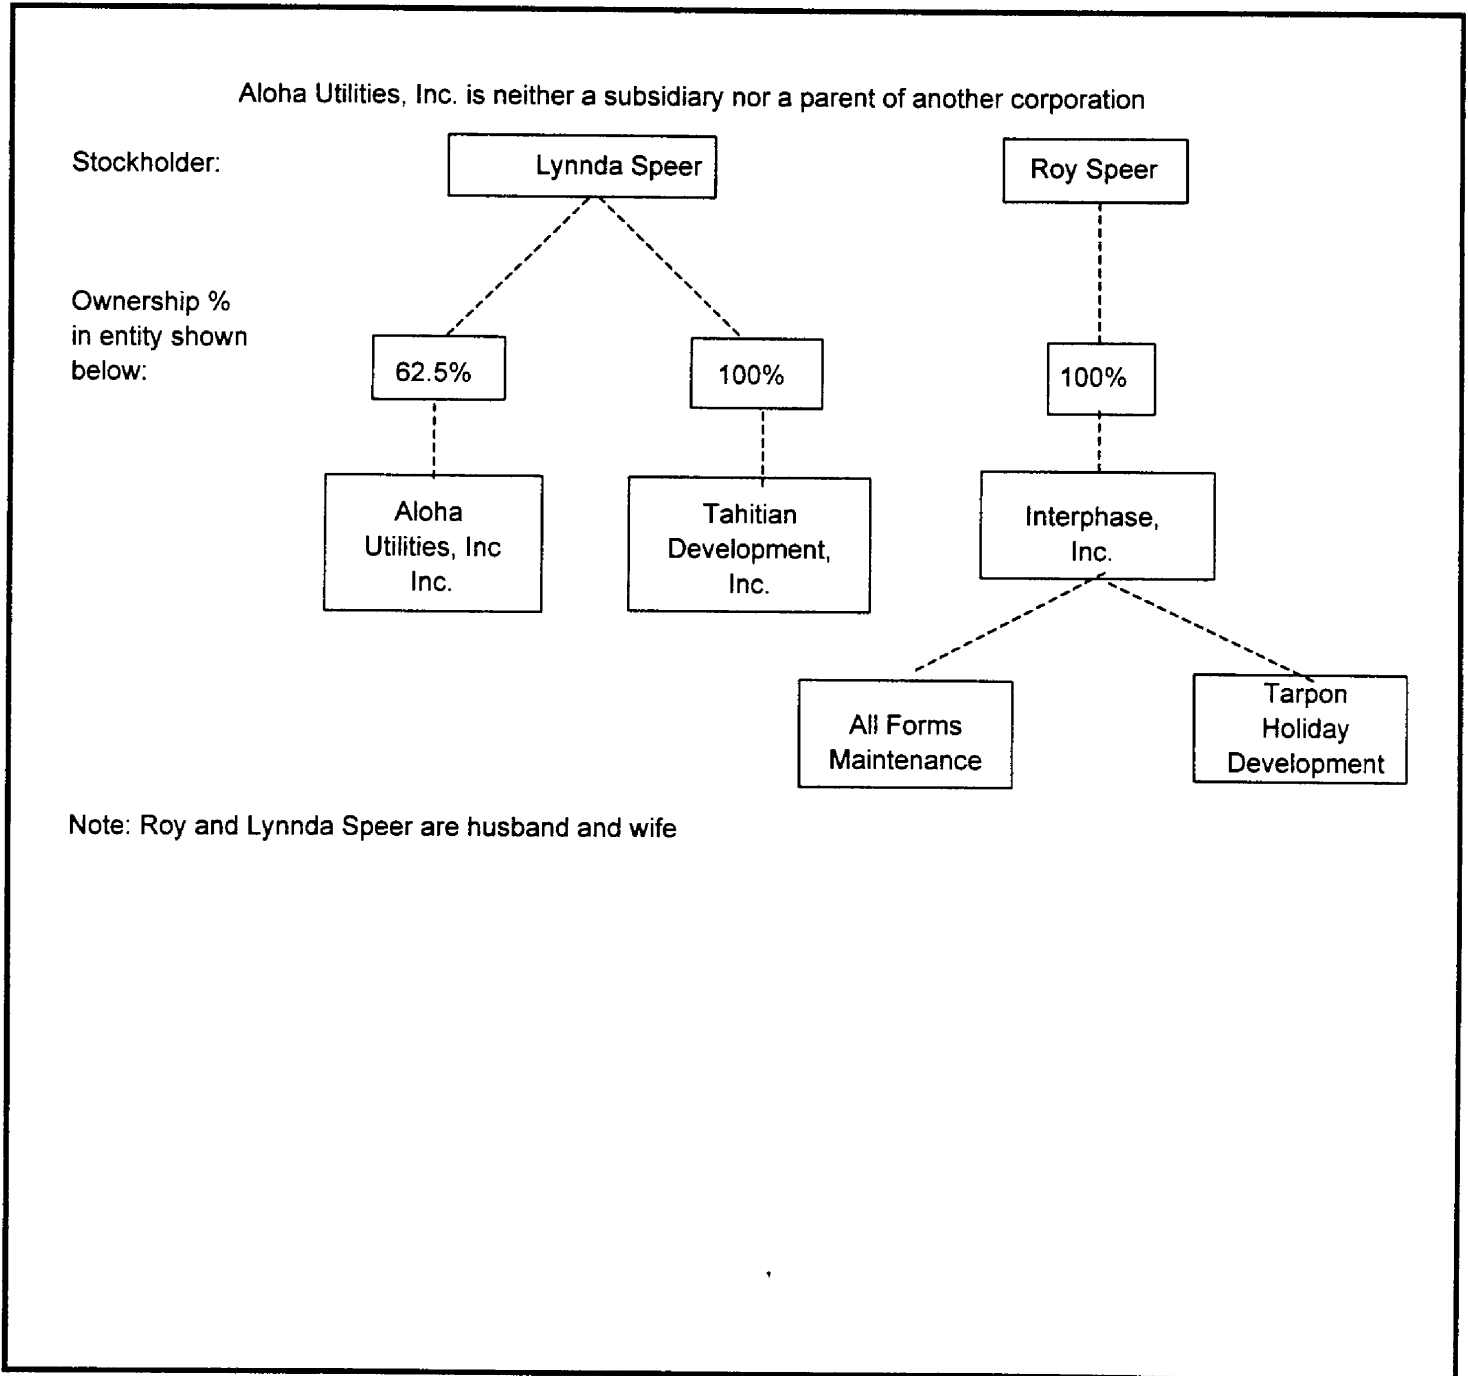 Aloha Utilities, Inc. is neither a subsidiary nor a parent of another corporation
Stockholder:
Lynnda Speer
Roy Speer
Ownership %
in entity shown
below:
62.5%
100%
100%
Aloha
Utilities, Inc
Inc.
Tahitian
Development,
Inc.
Interphase,
Inc.
All Forms
Maintenance
Tarpon
Holiday
Development
Note: Roy and Lynnda Speer are husband and wife